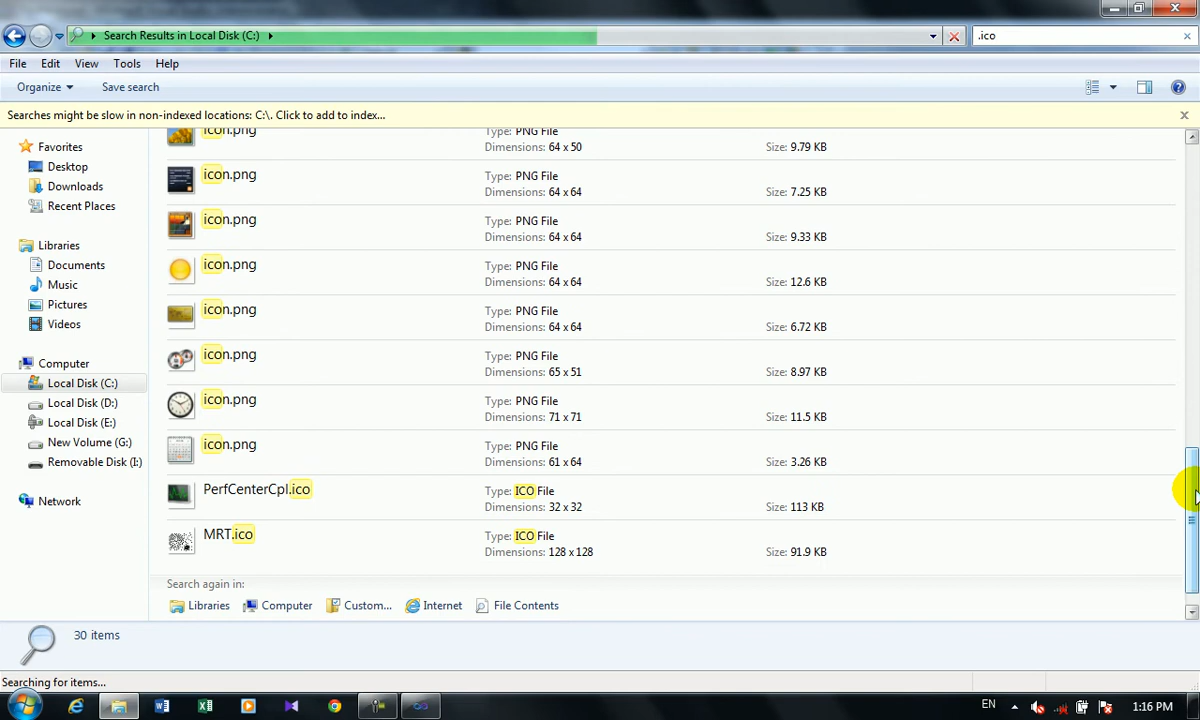 Search Results in Local Disk (C:)
.ico
File Edit View Tools Help
Organize Save search
Searches might be slow in non-indexed locations: C:\. Click to add to index...
Favorites
Desktop
Downloads
Recent Places
Libraries
Documents
Music
Pictures
Videos
Computer
Local Disk (C:)
Local Disk (D:)
Local Disk (E:)
New Volume (G:)
Removable Disk (I:)
Network
icon.png Type: PNG File
Dimensions: 64 x 50 Size: 9.79 KB
icon.png Type: PNG File
Dimensions: 64 x 64 Size: 7.25 KB
icon.png Type: PNG File
Dimensions: 64 x 64 Size: 9.33 KB
icon.png Type: PNG File
Dimensions: 64 x 64 Size: 12.6 KB
icon.png Type: PNG File
Dimensions: 64 x 64 Size: 6.72 KB
icon.png Type: PNG File
Dimensions: 65 x 51 Size: 8.97 KB
icon.png Type: PNG File
Dimensions: 71 x 71 Size: 11.5 KB
icon.png Type: PNG File
Dimensions: 61 x 64 Size: 3.26 KB
PerfCenterCpl.ico Type: ICO File
Dimensions: 32 x 32 Size: 113 KB
MRT.ico Type: ICO File
Dimensions: 128 x 128 Size: 91.9 KB
Search again in:
Libraries Computer Custom... Internet File Contents
30 items
Searching for items...
EN 1:16 PM